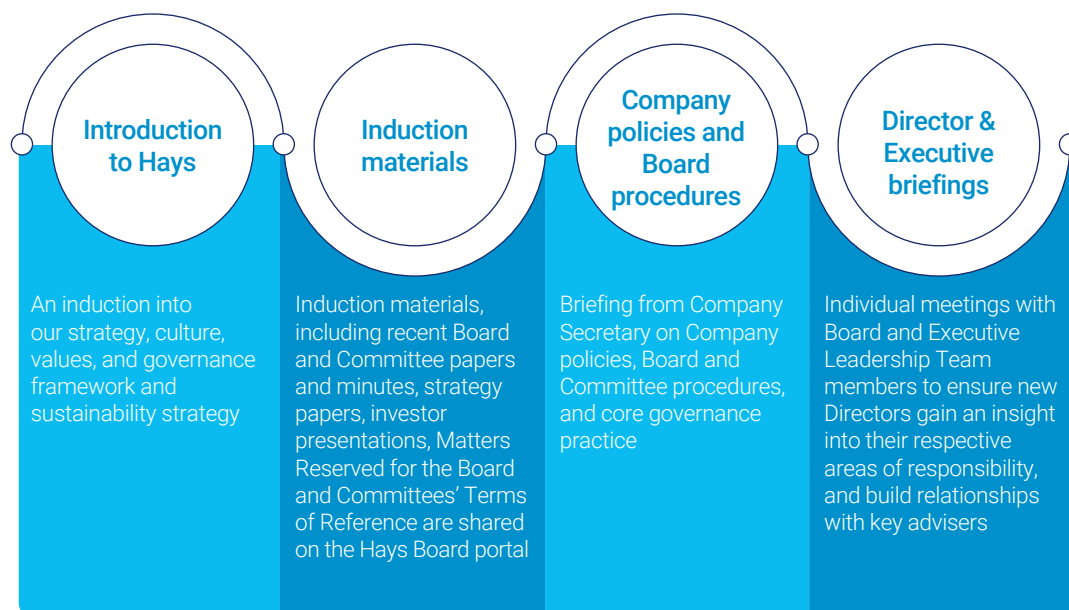 Introduction
to Hays
An induction into
our strategy, culture,
values, and governance
framework and
sustainability strategy
Induction
materials
Induction materials,
including recent Board
and Committee papers
and minutes, strategy
papers, investor
presentations, Matters
Reserved for the Board
and Committees’ Terms
of Reference are shared
on the Hays Board portal
Company
policies and
Board
procedures
Briefing from Company
Secretary on Company
policies, Board and
Committee procedures,
and core governance
practice
Director &
Executive
briefings
Individual meetings with
Board and Executive
Leadership Team
members to ensure new
Directors gain an insight
into their respective
areas of responsibility,
and build relationships
with key advisers